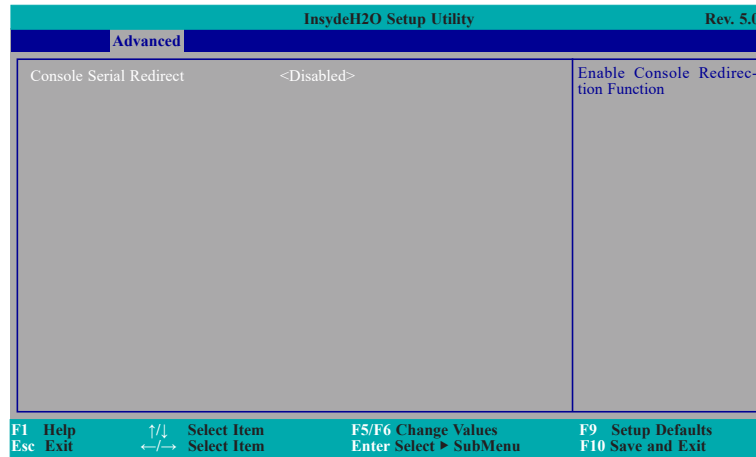 InsydeH2O Setup Utility Rev. 5.0
Advanced
Console Serial Redirect <Disabled>
Enable Console Redirec-
tion Function
F1 Help ↑/↓ Select Item F5/F6 Change Values F9 Setup Defaults
Esc Exit ←/→ Select Item Enter Select ▶ SubMenu F10 Save and Exit